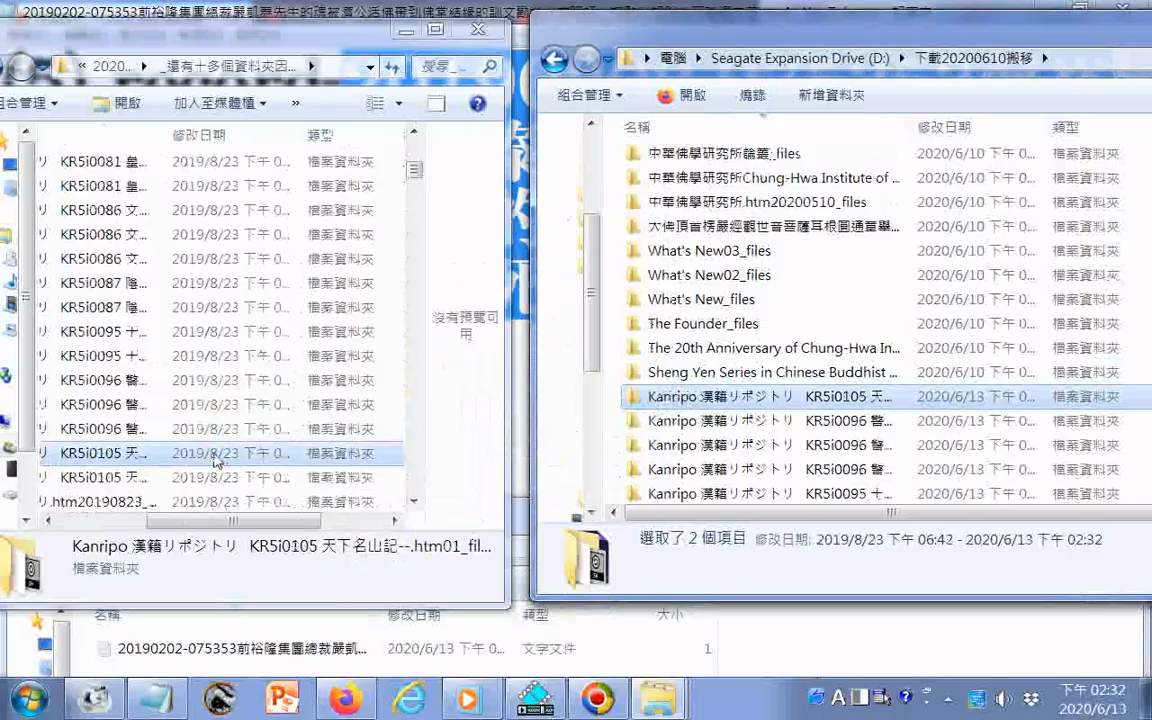 20190202-075353前裕隆集團總裁嚴凱泰先生的
« 2020... ▸ _還有十多個資料夾因... ▸
搜尋_...
組合管理 ▾ 開啟 加入至媒體櫃 ▾ »
修改日期 類型
リ KR5i0081 皇... 2019/8/23 下午 0... 檔案資料夾
リ KR5i0081 皇... 2019/8/23 下午 0... 檔案資料夾
リ KR5i0086 文... 2019/8/23 下午 0... 檔案資料夾
リ KR5i0086 文... 2019/8/23 下午 0... 檔案資料夾
リ KR5i0086 文... 2019/8/23 下午 0... 檔案資料夾
リ KR5i0087 隱... 2019/8/23 下午 0... 檔案資料夾
リ KR5i0087 隱... 2019/8/23 下午 0... 檔案資料夾
リ KR5i0095 十... 2019/8/23 下午 0... 檔案資料夾
リ KR5i0095 十... 2019/8/23 下午 0... 檔案資料夾
リ KR5i0096 警... 2019/8/23 下午 0... 檔案資料夾
リ KR5i0096 警... 2019/8/23 下午 0... 檔案資料夾
リ KR5i0096 警... 2019/8/23 下午 0... 檔案資料夾
リ KR5i0105 天... 2019/8/23 下午 0... 檔案資料夾
リ KR5i0105 天... 2019/8/23 下午 0... 檔案資料夾
リ.htm20190823_... 2019/8/23 下午 0... 檔案資料夾
沒有預覽可
用
Kanripo 漢籍リポジトリ KR5i0105 天下名山記--.htm01_fil...
檔案資料夾
▸ 電腦 ▸ Seagate Expansion Drive (D:) ▸ 下載20200610搬移 ▸
組合管理 ▾ 開啟 燒錄 新增資料夾
名稱 修改日期 類型
中華佛學研究所論叢_files 2020/6/10 下午 0... 檔案資料夾
中華佛學研究所Chung-Hwa Institute of ... 2020/6/10 下午 0... 檔案資料夾
中華佛學研究所.htm20200510_files 2020/6/10 下午 0... 檔案資料夾
大佛頂首楞嚴經觀世音菩薩耳根圓通章舉... 2020/6/10 下午 0... 檔案資料夾
What's New03_files 2020/6/10 下午 0... 檔案資料夾
What's New02_files 2020/6/10 下午 0... 檔案資料夾
What's New_files 2020/6/10 下午 0... 檔案資料夾
The Founder_files 2020/6/10 下午 0... 檔案資料夾
The 20th Anniversary of Chung-Hwa In... 2020/6/10 下午 0... 檔案資料夾
Sheng Yen Series in Chinese Buddhist ... 2020/6/10 下午 0... 檔案資料夾
Kanripo 漢籍リポジトリ KR5i0105 天... 2020/6/13 下午 0... 檔案資料夾
Kanripo 漢籍リポジトリ KR5i0096 警... 2020/6/13 下午 0... 檔案資料夾
Kanripo 漢籍リポジトリ KR5i0096 警... 2020/6/13 下午 0... 檔案資料夾
Kanripo 漢籍リポジトリ KR5i0096 警... 2020/6/13 下午 0... 檔案資料夾
Kanripo 漢籍リポジトリ KR5i0095 十... 2020/6/13 下午 0... 檔案資料夾
選取了 2 個項目 修改日期: 2019/8/23 下午 06:42 - 2020/6/13 下午 02:32
名稱 修改日期 類型 大小
20190202-075353前裕隆集團總裁嚴凱... 2020/6/13 下午 0... 文字文件 1
下午 02:32
2020/6/13